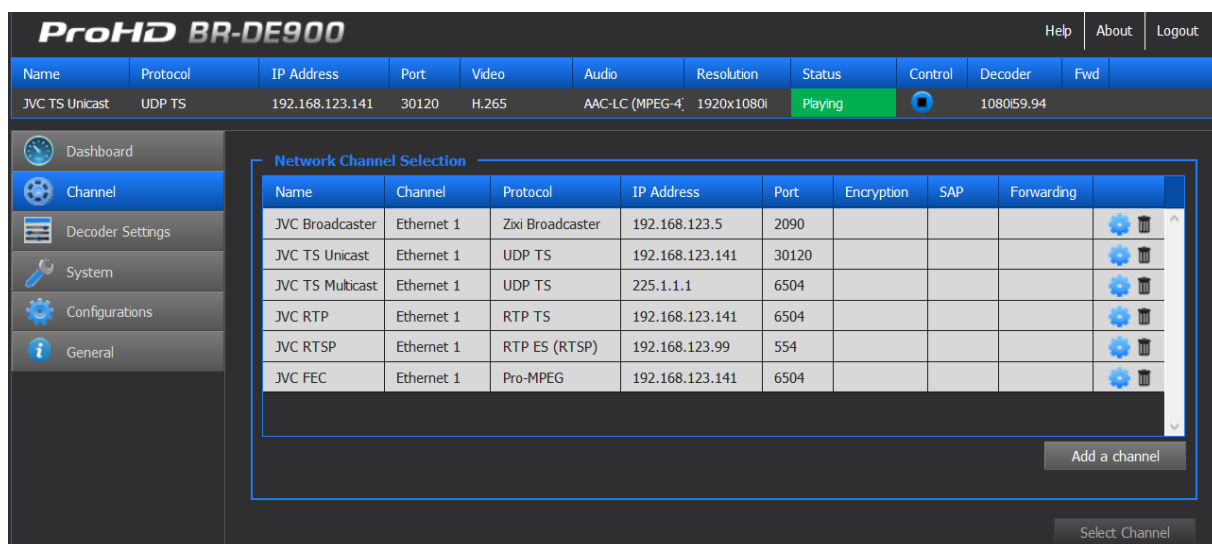 ProHD BR-DE900
Help About Logout
Name Protocol IP Address Port Video Audio Resolution Status Control Decoder Fwd
JVC TS Unicast UDP TS 192.168.123.141 30120 H.265 AAC-LC (MPEG-4) 1920x1080i Playing 1080i59.94
Dashboard
Channel
Decoder Settings
System
Configurations
General
Network Channel Selection
Name Channel Protocol IP Address Port Encryption SAP Forwarding
JVC Broadcaster Ethernet 1 Zixi Broadcaster 192.168.123.5 2090
JVC TS Unicast Ethernet 1 UDP TS 192.168.123.141 30120
JVC TS Multicast Ethernet 1 UDP TS 225.1.1.1 6504
JVC RTP Ethernet 1 RTP TS 192.168.123.141 6504
JVC RTSP Ethernet 1 RTP ES (RTSP) 192.168.123.99 554
JVC FEC Ethernet 1 Pro-MPEG 192.168.123.141 6504
Add a channel
Select Channel